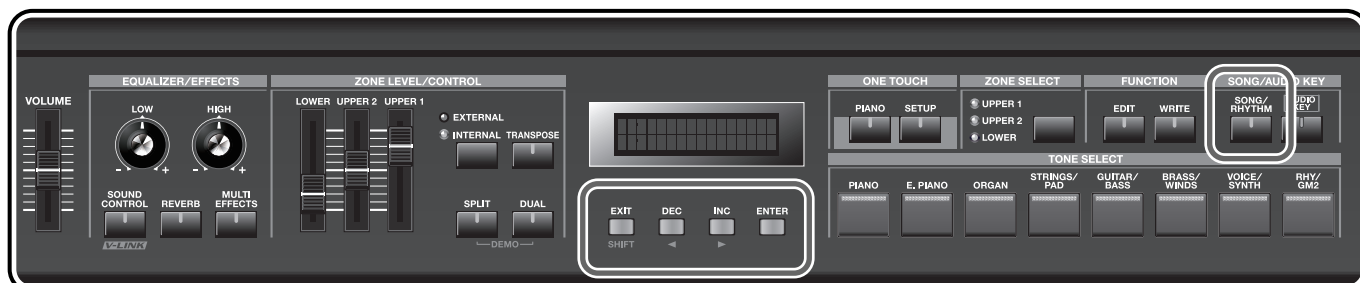 VOLUME
EQUALIZER/EFFECTS
LOW
HIGH
- +
- +
SOUND
CONTROL
REVERB
MULTI
EFFECTS
V-LINK
ZONE LEVEL/CONTROL
LOWER UPPER 2 UPPER 1
EXTERNAL
INTERNAL TRANSPOSE
SPLIT DUAL
DEMO
EXIT DEC INC ENTER
SHIFT ◄ ►
ONE TOUCH
PIANO SETUP
ZONE SELECT
UPPER 1
UPPER 2
LOWER
FUNCTION
EDIT WRITE
SONG/AUDIO KEY
SONG/
RHYTHM
AUDIO
KEY
TONE SELECT
PIANO
E. PIANO
ORGAN
STRINGS/
PAD
GUITAR/
BASS
BRASS/
WINDS
VOICE/
SYNTH
RHY/
GM2